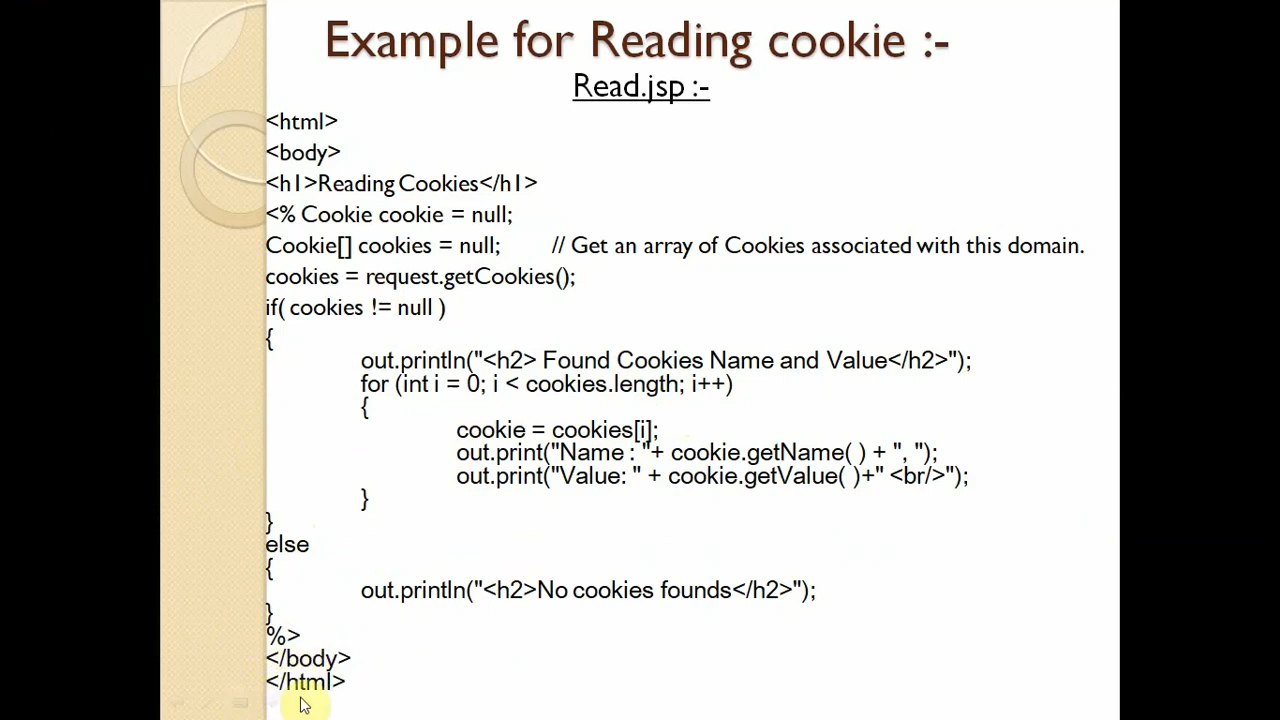 Example for Reading cookie :-
Read.jsp :-
<html>
<body>
<h1>Reading Cookies</h1>
<% Cookie cookie = null;
Cookie[] cookies = null; // Get an array of Cookies associated with this domain.
cookies = request.getCookies();
if( cookies != null )
{
out.println("<h2> Found Cookies Name and Value</h2>");
for (int i = 0; i < cookies.length; i++)
{
cookie = cookies[i];
out.print("Name : "+ cookie.getName( ) + ", ");
out.print("Value: " + cookie.getValue( )+" <br/>");
}
}
else
{
out.println("<h2>No cookies founds</h2>");
}
%>
</body>
</html>